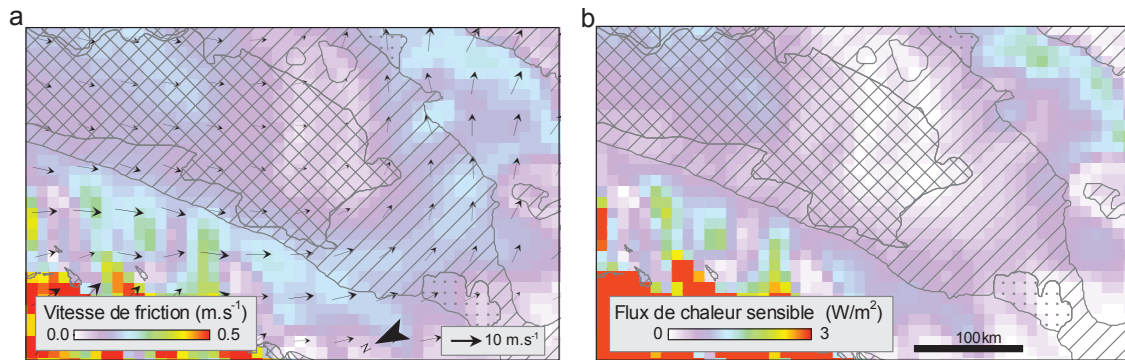 a
b
Vitesse de friction (m.s⁻¹)
0.0 0.5
N
10 m.s⁻¹
Flux de chaleur sensible (W/m²)
0 3
100km